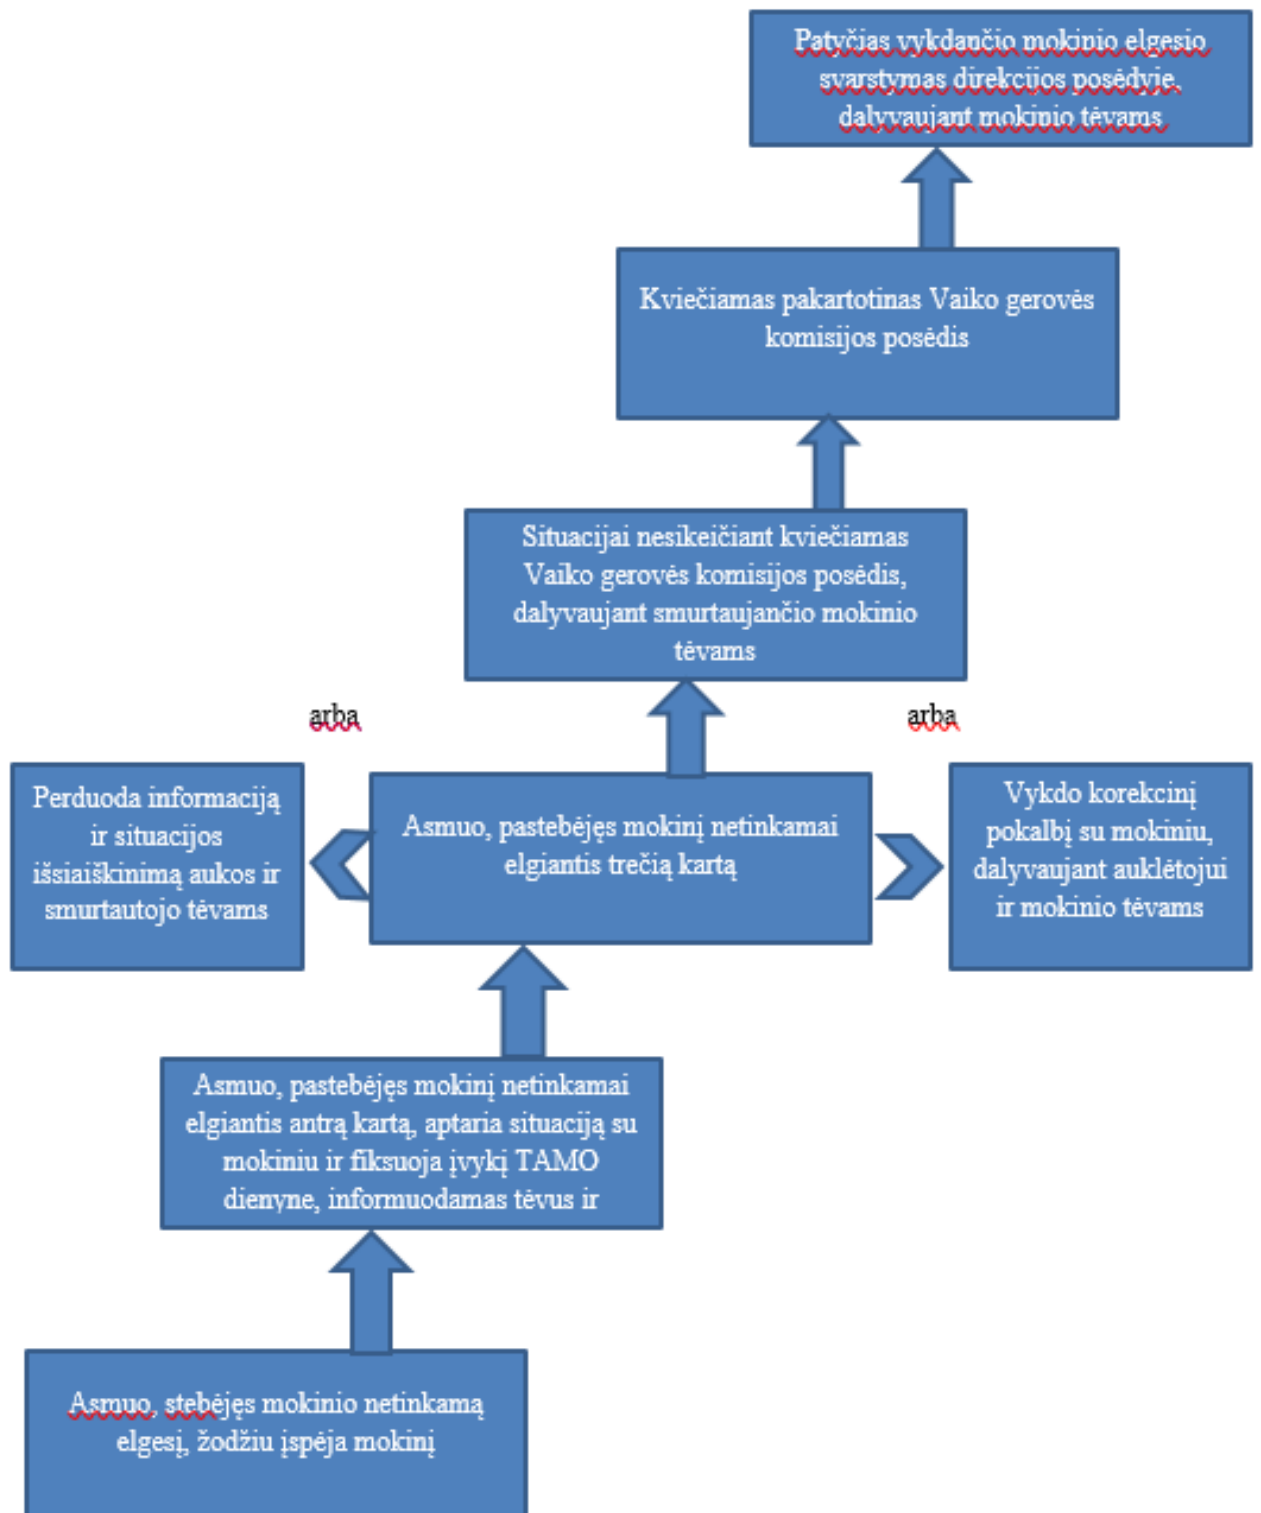 Patyčias vykdančio mokinio elgesio
svarstymas direkcijos posėdyje,
dalyvaujant mokinio tėvams
Kviečiamas pakartotinas Vaiko gerovės
komisijos posėdis
Situacijai nesikeičiant kviečiamas
Vaiko gerovės komisijos posėdis,
dalyvaujant smurtaujančio mokinio
tėvams
arba
arba
Perduoda informaciją
ir situacijos
išsiaiškinimą aukos ir
smurtautojo tėvams
Asmuo, pastebėjęs mokinį netinkamai
elgiantis trečią kartą
Vykdo korekcinį
pokalbį su mokiniu,
dalyvaujant auklėtojui
ir mokinio tėvams
Asmuo, pastebėjęs mokinį netinkamai
elgiantis antrą kartą, aptaria situaciją su
mokiniu ir fiksuoja įvykį TAMO
dienyne, informuodamas tėvus ir
Asmuo, stebėjęs mokinio netinkamą
elgesį, žodžiu įspėja mokinį